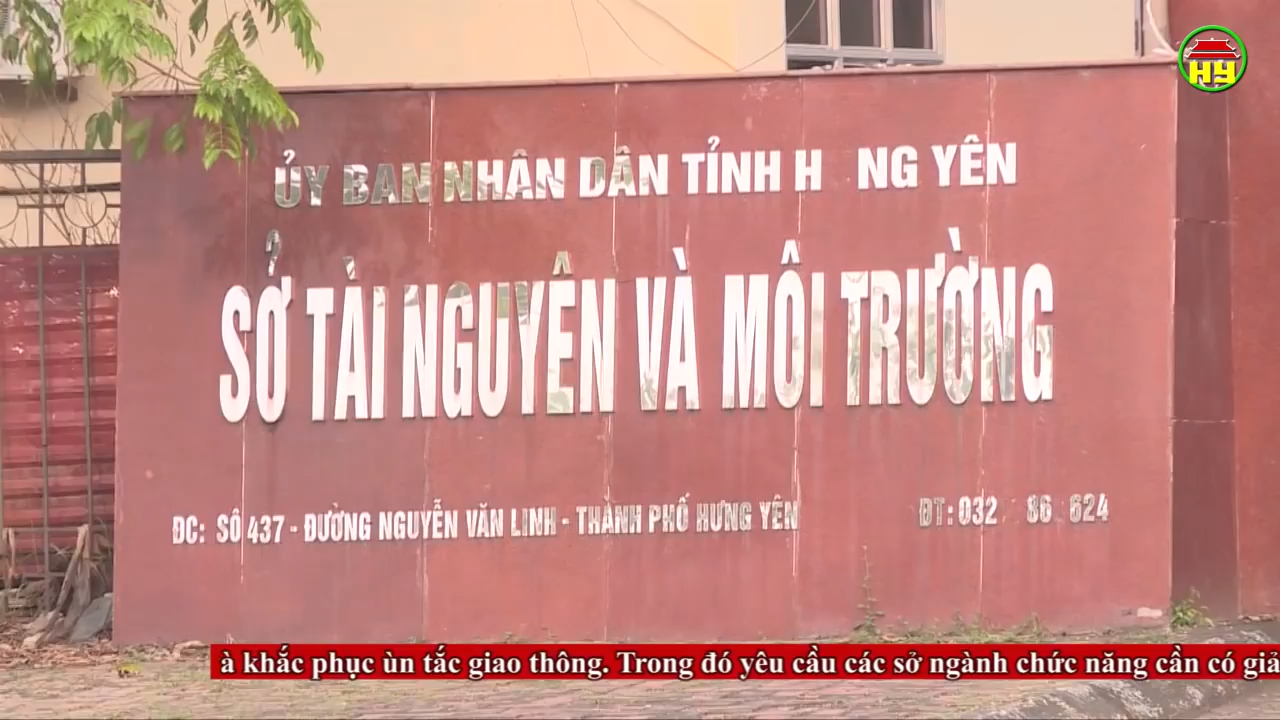 HY
ỦY BAN NHÂN DÂN TỈNH H NG YÊN
SỞ TÀI NGUYÊN VÀ MÔI TRƯỜNG
ĐC: SỐ 437 - ĐƯỜNG NGUYỄN VĂN LINH - THÀNH PHỐ HƯNG YÊN
ĐT: 032 86 624
à khắc phục ùn tắc giao thông. Trong đó yêu cầu các sở ngành chức năng cần có giả